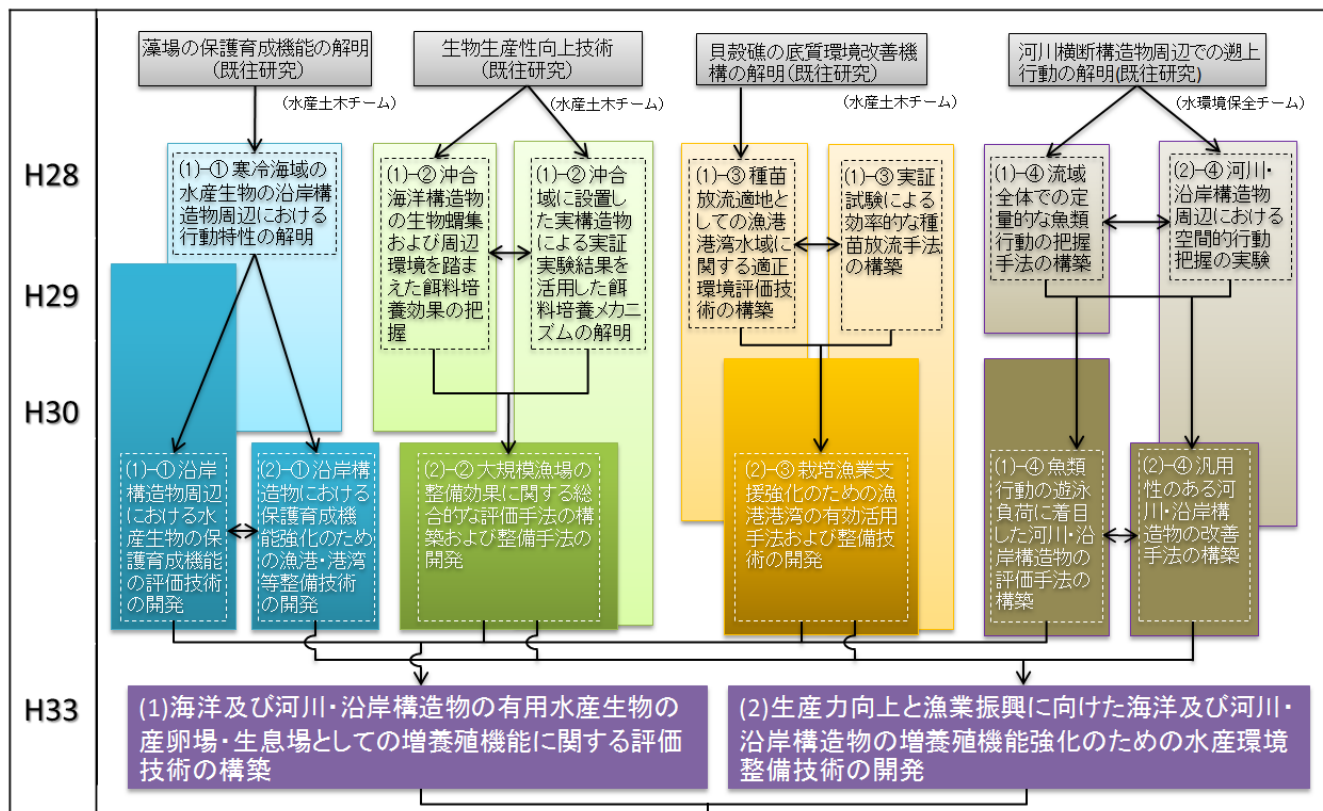 藻場の保護育成機能の解明
(既往研究)
生物生産性向上技術
(既往研究)
貝殻礁の底質環境改善機
構の解明(既往研究)
河川横断構造物周辺での遡上
行動の解明(既往研究)
(水産土木チーム)
(水産土木チーム)
(水産土木チーム)
(水環境保全チーム)
H28
(1)-① 寒冷海域の
水産生物の沿岸構
造物周辺における
行動特性の解明
(1)-② 沖合
海洋構造物
の生物蝟集
および周辺
環境を踏ま
えた餌料培
養効果の把
握
(1)-② 沖合
域に設置し
た実構造物
による実証
実験結果を
活用した餌
料培養メカニ
ズムの解明
(1)-③ 種苗
放流適地と
しての漁港
港湾水域に
関する適正
環境評価技
術の構築
(1)-③ 実証
試験による
効率的な種
苗放流手法
の構築
(1)-④ 流域
全体での定
量的な魚類
行動の把握
手法の構築
(2)-④ 河川・
沿岸構造物
周辺における
空間的行動
把握の実験
H29
H30
(1)-① 沿岸
構造物周辺
における水
産生物の保
護育成機能
の評価技術
の開発
(2)-① 沿岸構
造物における
保護育成機
能強化のため
の漁港・港湾
等整備技術
の開発
(2)-② 大規模漁場の
整備効果に関する総
合的な評価手法の構
築および整備手法の
開発
(2)-③ 栽培漁業支
援強化のための漁
港港湾の有効活用
手法および整備技
術の開発
(1)-④ 魚類
行動の遊泳
負荷に着目
した河川・沿
岸構造物の
評価手法の
構築
(2)-④ 汎用
性のある河
川・沿岸構
造物の改善
手法の構築
H33
(1)海洋及び河川・沿岸構造物の有用水産生物の
産卵場・生息場としての増養殖機能に関する評価
技術の構築
(2)生産力向上と漁業振興に向けた海洋及び河川・
沿岸構造物の増養殖機能強化のための水産環境
整備技術の開発